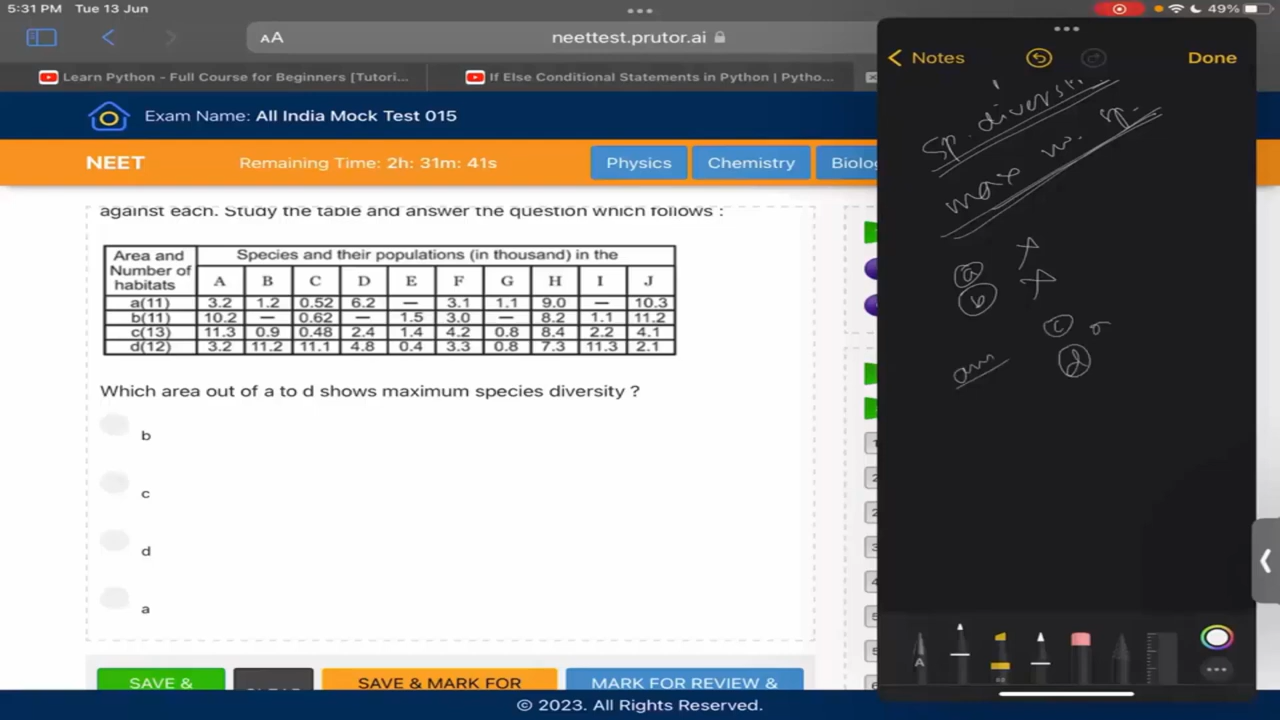 5:31 PM Tue 13 Jun
49%
AA
neettest.prutor.ai
Learn Python - Full Course for Beginners [Tutori...
If Else Conditional Statements in Python | Pytho...
Exam Name: All India Mock Test 015
NEET
Remaining Time: 2h: 31m: 41s
Physics
Chemistry
Biolo
against each. Study the table and answer the question which follows :
Area and Number of habitats
Species and their populations (in thousand) in the
A B C D E F G H I J
a(11) 3.2 1.2 0.52 6.2 — 3.1 1.1 9.0 — 10.3
b(11) 10.2 — 0.62 — 1.5 3.0 — 8.2 1.1 11.2
c(13) 11.3 0.9 0.48 2.4 1.4 4.2 0.8 8.4 2.2 4.1
d(12) 3.2 11.2 11.1 4.8 0.4 3.3 0.8 7.3 11.3 2.1
Which area out of a to d shows maximum species diversity ?
b
c
d
a
SAVE &
SAVE & MARK FOR
MARK FOR REVIEW &
© 2023. All Rights Reserved.
Notes
Done
Sp. diversi
max
a
b
c or
d